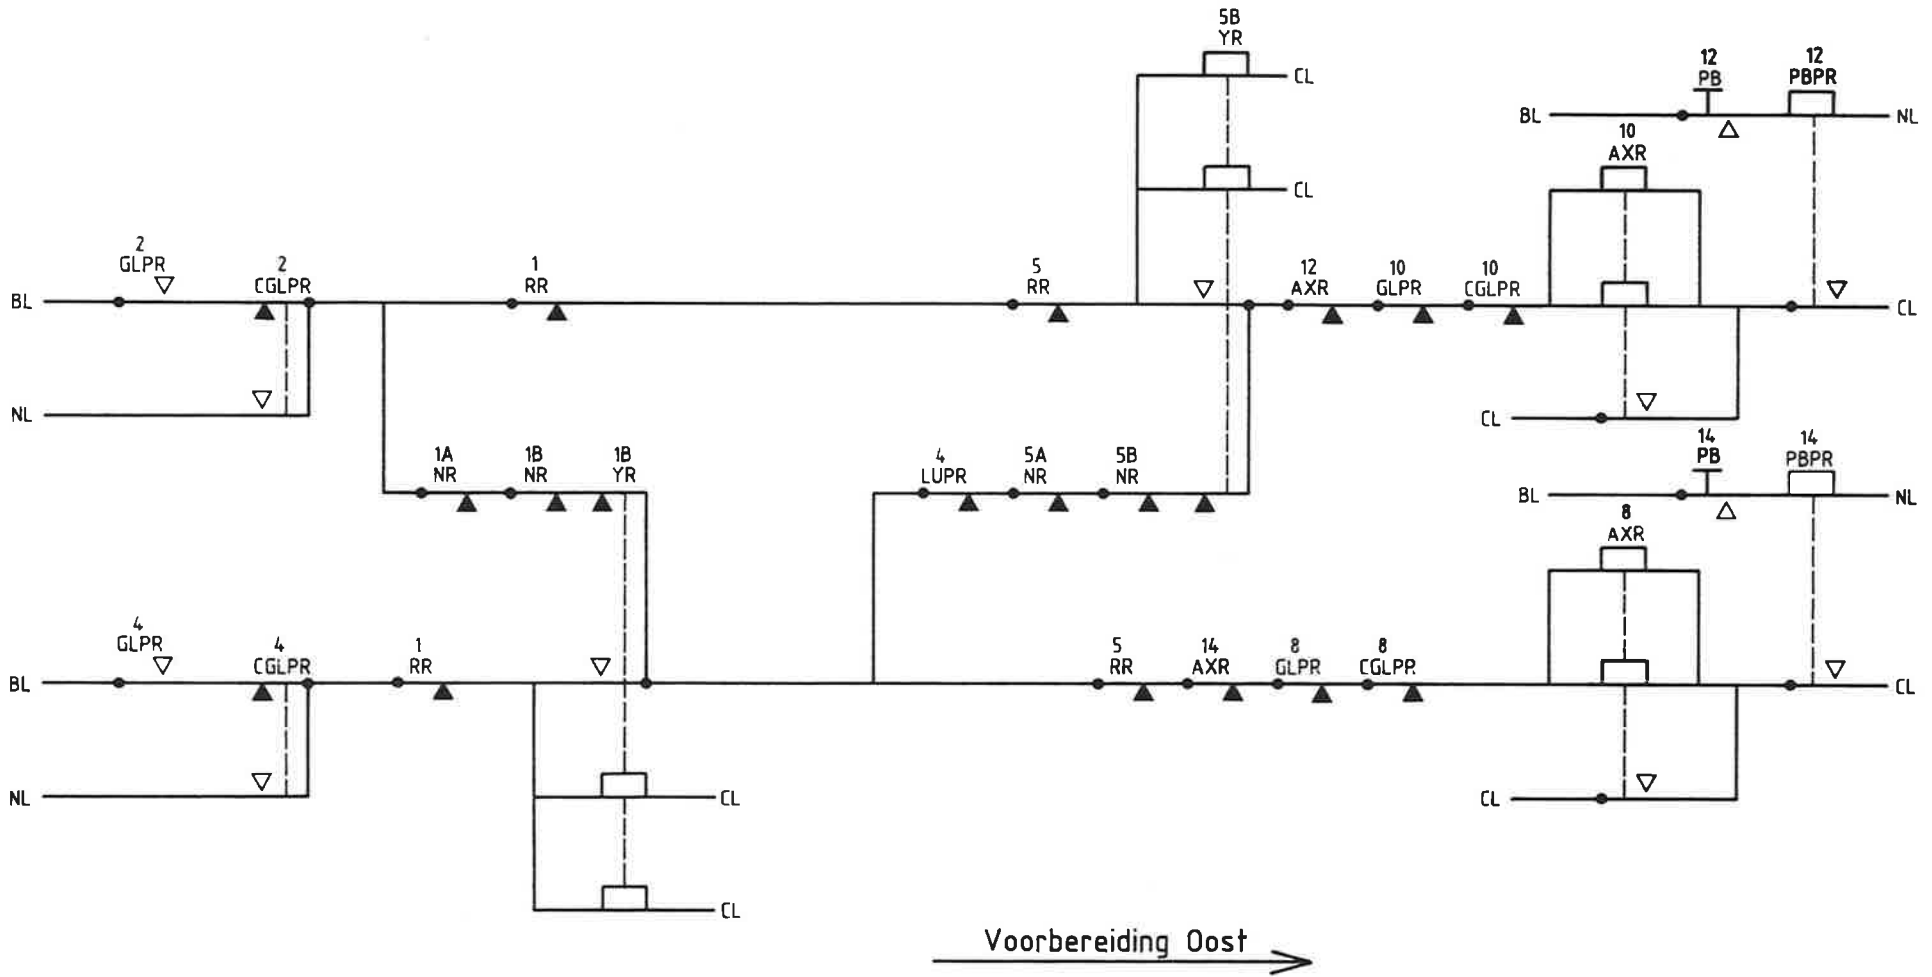 5B
YR
CL
12
PB
12
PBPR
BL
NL
CL
10
AXR
2
GLPR
2
CGLPR
1
RR
5
RR
12
AXR
10
GLPR
10
CGLPR
BL
CL
NL
CL
1A
NR
1B
NR
1B
YR
4
LUPR
5A
NR
5B
NR
14
PB
14
PBPR
BL
NL
8
AXR
4
GLPR
4
CGLPR
1
RR
5
RR
14
AXR
8
GLPR
8
CGLPR
BL
CL
NL
CL
CL
CL
Voorbereiding Oost